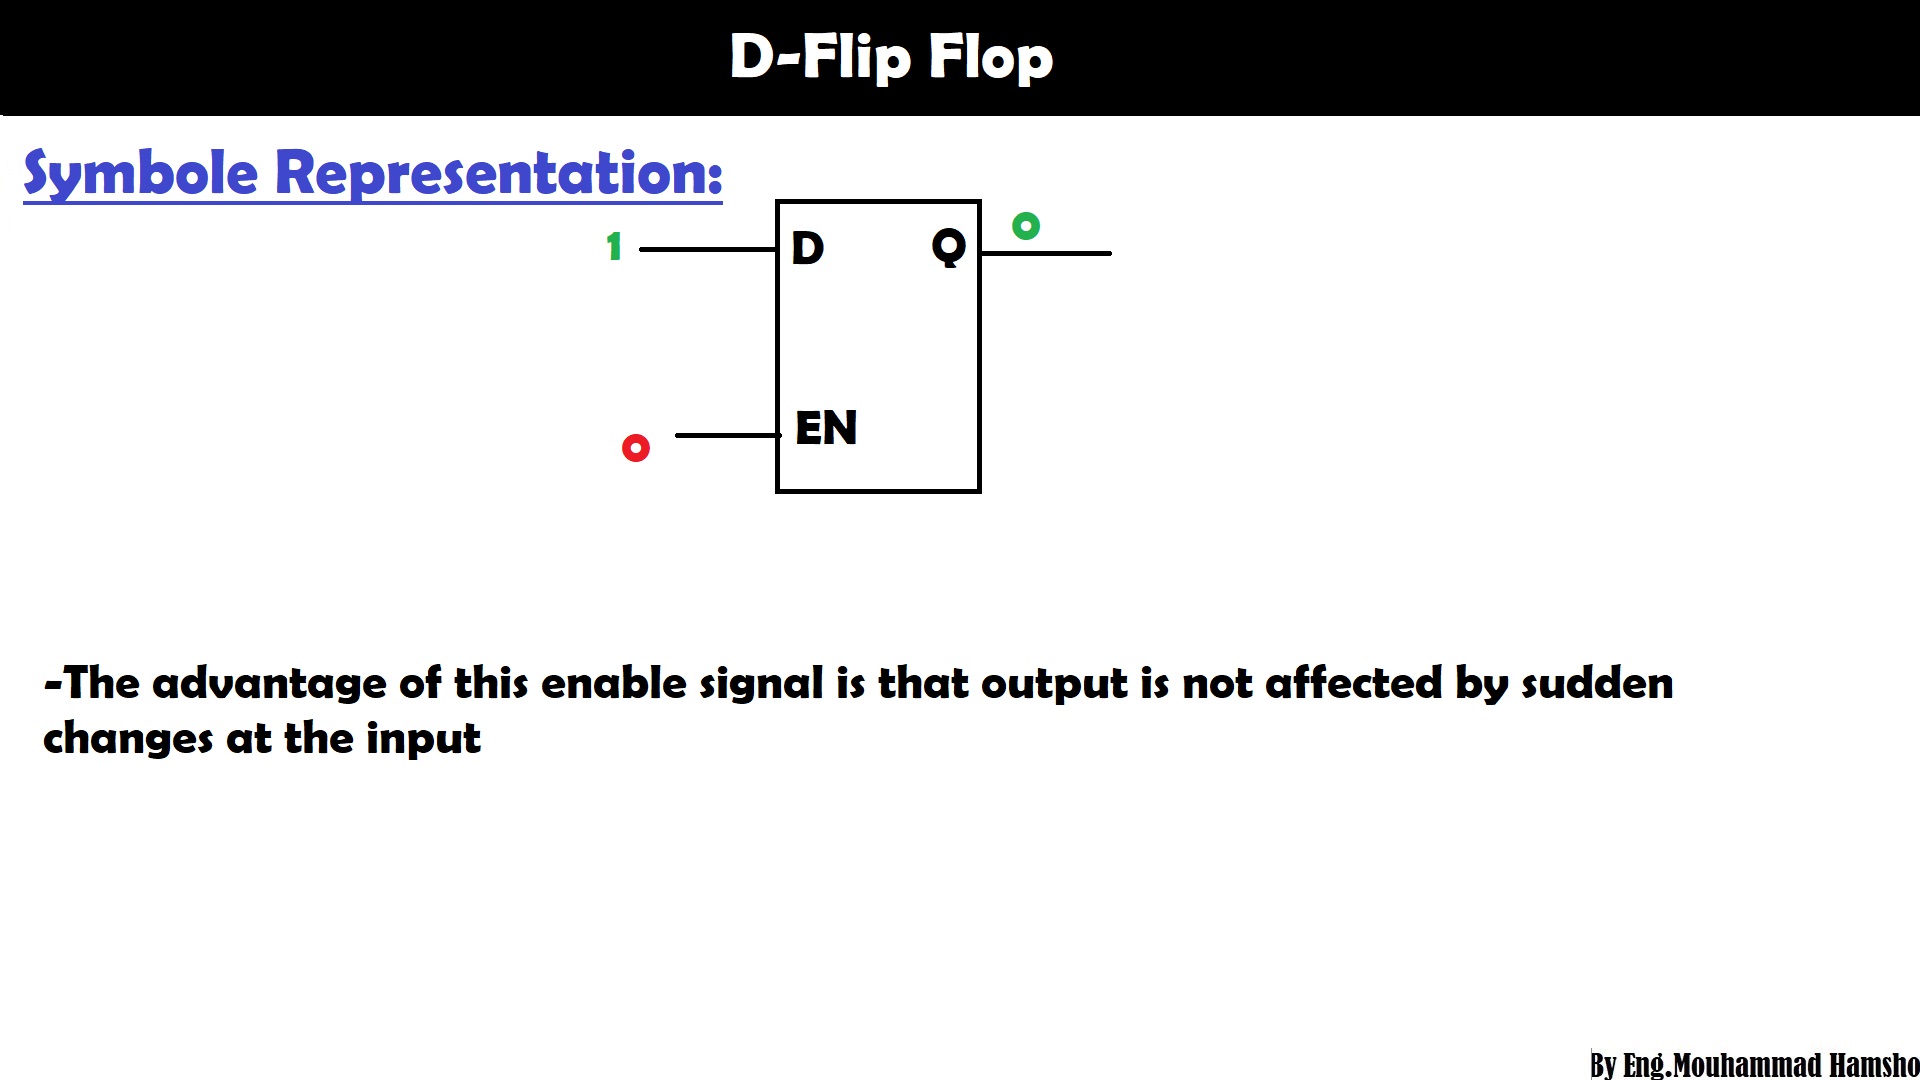 D-Flip Flop
Symbole Representation:
1 D Q 0
0 EN
-The advantage of this enable signal is that output is not affected by sudden
changes at the input
By Eng.Mouhammad Hamsho